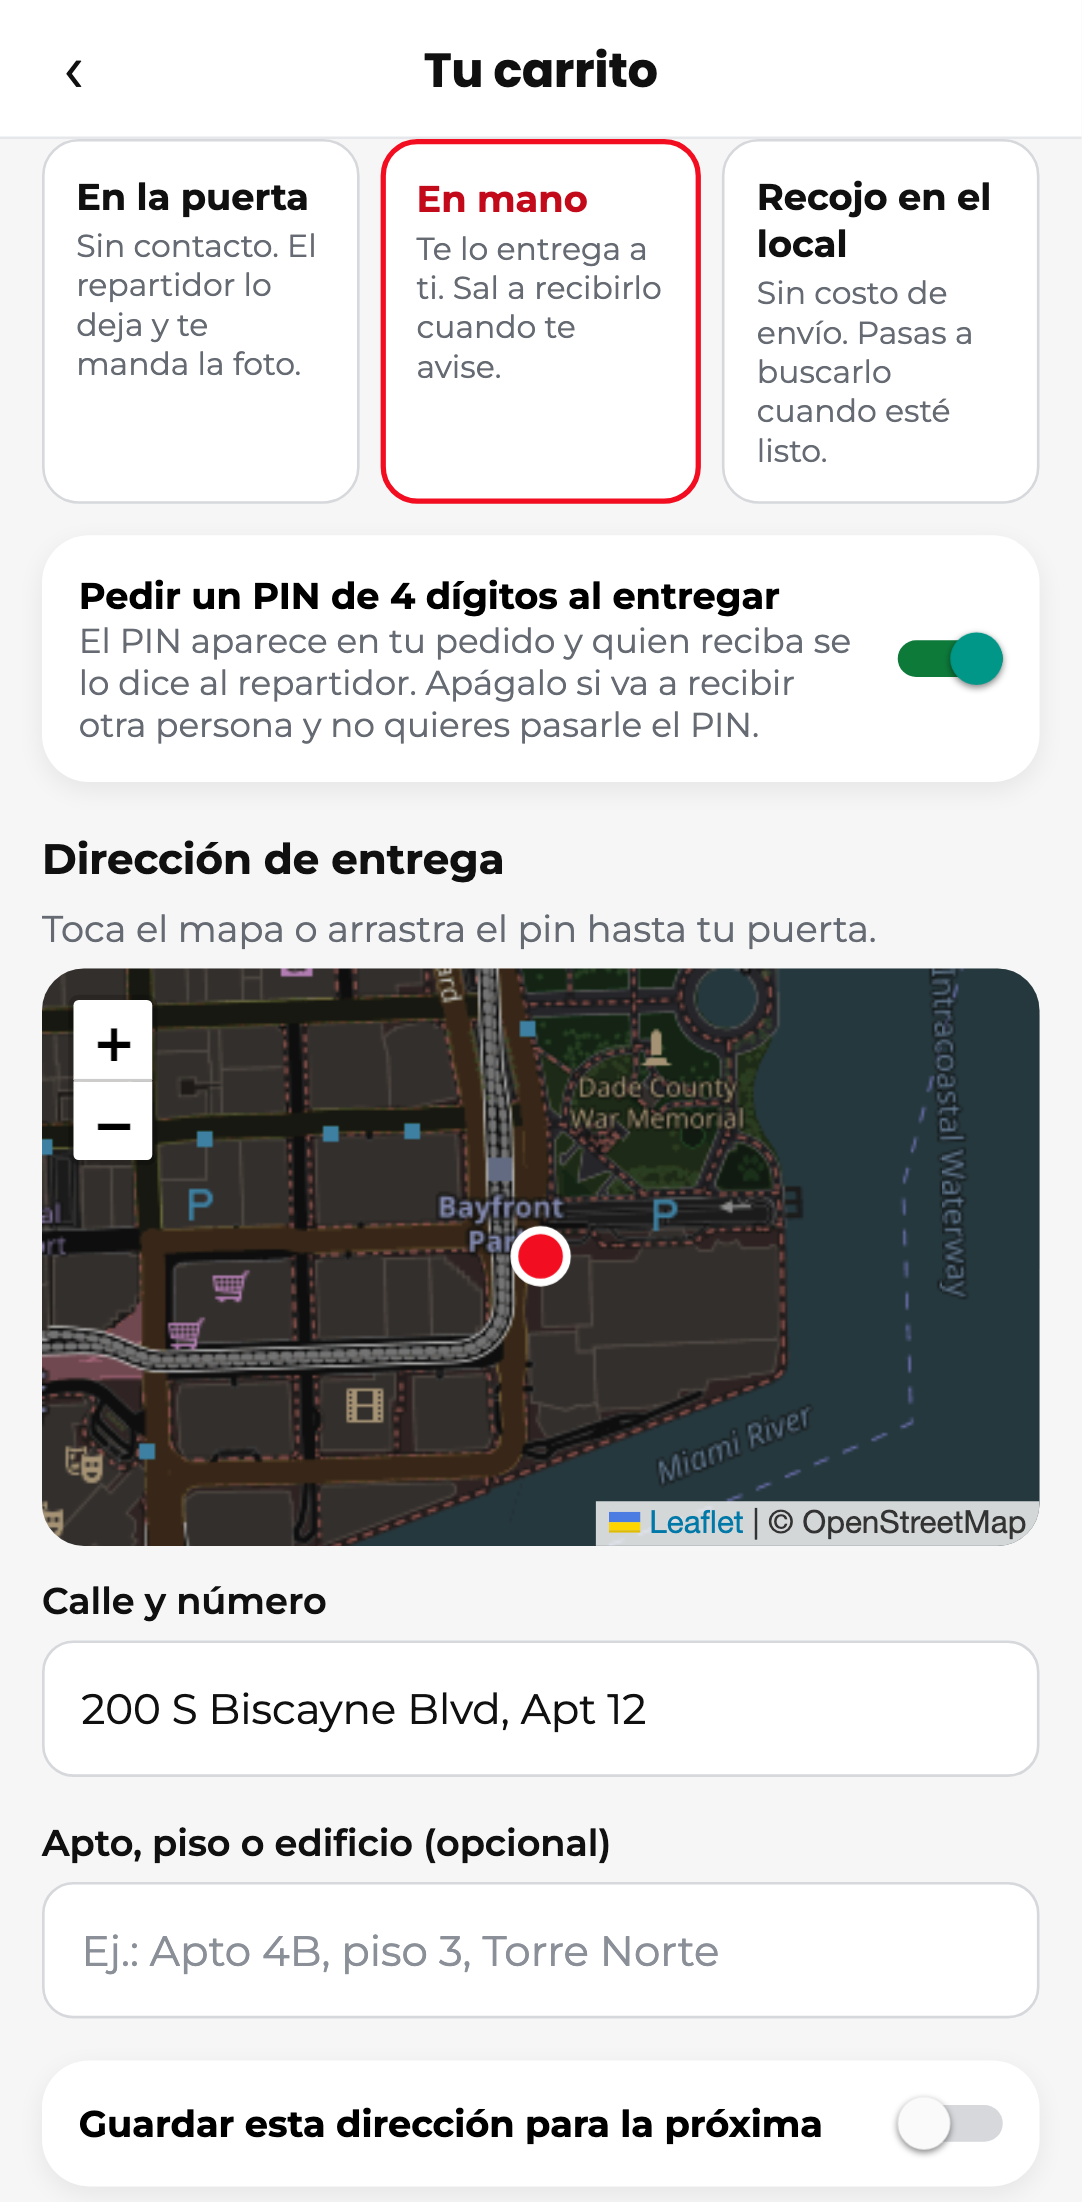 Tu carrito
En la puerta
Sin contacto. El
repartidor lo
deja y te
manda la foto.
En mano
Te lo entrega a
ti. Sal a recibirlo
cuando te
avise.
Recojo en el
local
Sin costo de
envío. Pasas a
buscarlo
cuando esté
listo.
Pedir un PIN de 4 dígitos al entregar
El PIN aparece en tu pedido y quien reciba se
lo dice al repartidor. Apágalo si va a recibir
otra persona y no quieres pasarle el PIN.
Dirección de entrega
Toca el mapa o arrastra el pin hasta tu puerta.
+
−
Dade County
War Memorial
Intracoastal Waterway
P
Bayfront
P
Miami River
Leaflet | © OpenStreetMap
Calle y número
200 S Biscayne Blvd, Apt 12
Apto, piso o edificio (opcional)
Ej.: Apto 4B, piso 3, Torre Norte
Guardar esta dirección para la próxima